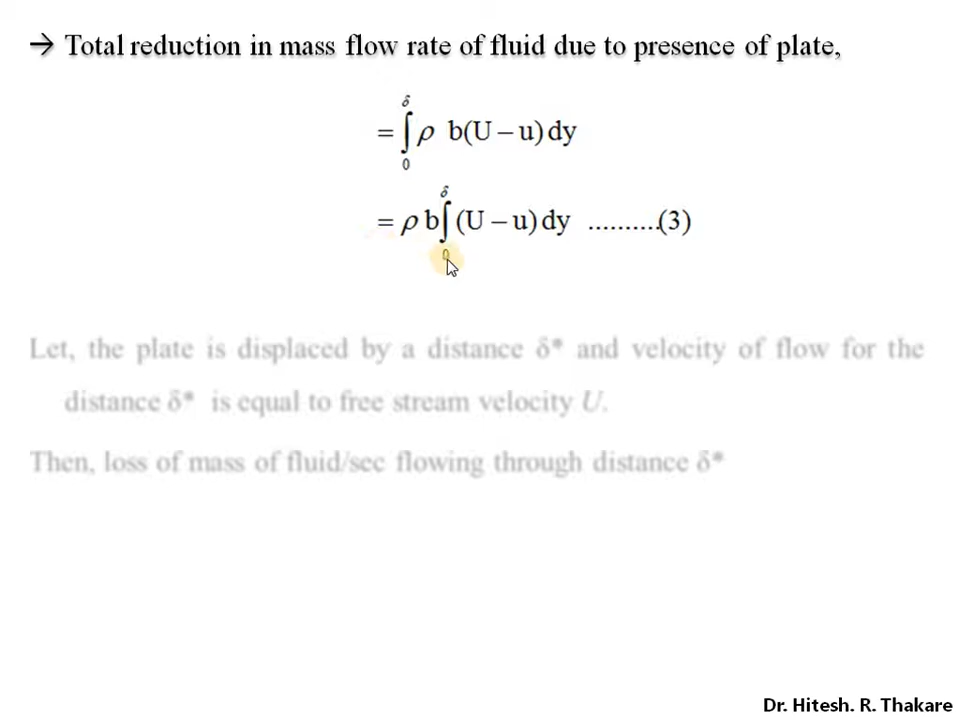 → Total reduction in mass flow rate of fluid due to presence of plate,
= ∫₀^δ ρ b(U – u) dy
= ρ b ∫₀^δ (U – u) dy ..........(3)
Let, the plate is displaced by a distance δ* and velocity of flow for the
distance δ* is equal to free stream velocity U.
Then, loss of mass of fluid/sec flowing through distance δ*
Dr. Hitesh. R. Thakare